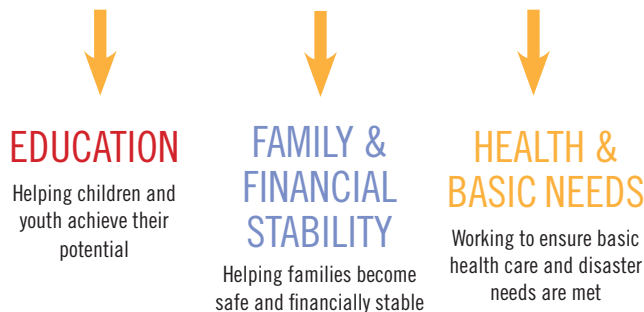 EDUCATION
Helping children and
youth achieve their
potential
FAMILY &
FINANCIAL
STABILITY
Helping families become
safe and financially stable
HEALTH &
BASIC NEEDS
Working to ensure basic
health care and disaster
needs are met